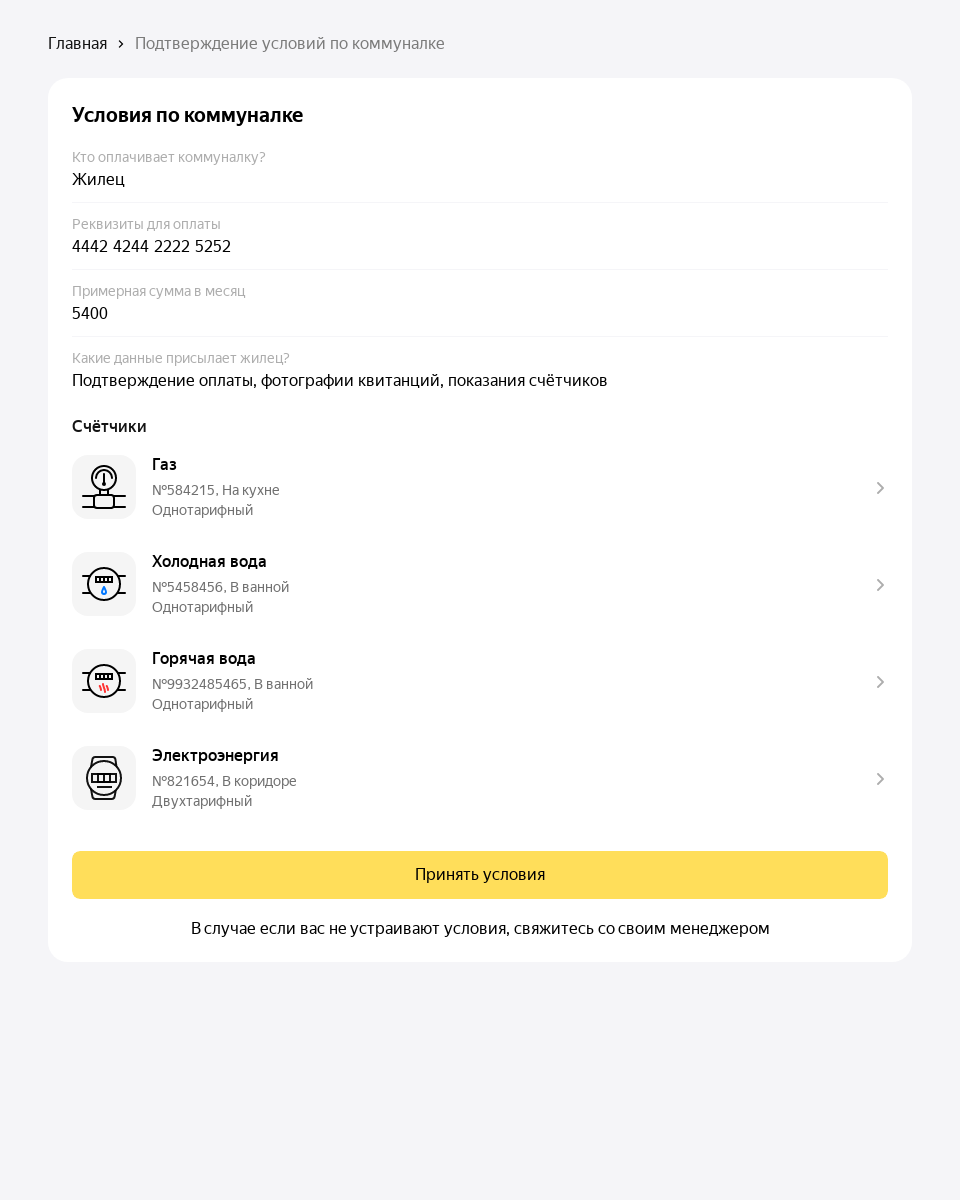 Главная > Подтверждение условий по коммуналке
Условия по коммуналке
Кто оплачивает коммуналку?
Жилец
Реквизиты для оплаты
4442 4244 2222 5252
Примерная сумма в месяц
5400
Какие данные присылает жилец?
Подтверждение оплаты, фотографии квитанций, показания счётчиков
Счётчики
Газ
№584215, На кухне
Однотарифный
Холодная вода
№5458456, В ванной
Однотарифный
Горячая вода
№9932485465, В ванной
Однотарифный
Электроэнергия
№821654, В коридоре
Двухтарифный
Принять условия
В случае если вас не устраивают условия, свяжитесь со своим менеджером